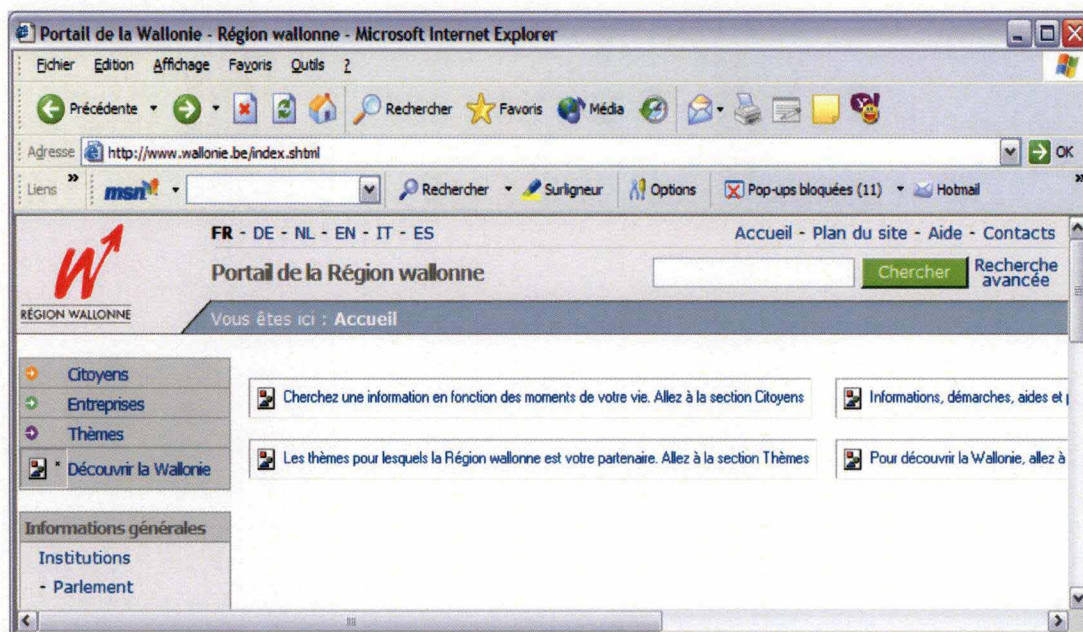 Portail de la Wallonie - Région wallonne - Microsoft Internet Explorer
Fichier Edition Affichage Favoris Outils ?
Précédente Rechercher Favoris Média
Adresse http://www.wallonie.be/index.shtml OK
Liens » msn Rechercher Surligneur Options Pop-ups bloquées (11) Hotmail »
FR - DE - NL - EN - IT - ES Accueil - Plan du site - Aide - Contacts
Portail de la Région wallonne Chercher Recherche avancée
RÉGION WALLONNE
Vous êtes ici : Accueil
Citoyens
Entreprises
Thèmes
Découvrir la Wallonie
Cherchez une information en fonction des moments de votre vie. Allez à la section Citoyens
Informations, démarches, aides et
Les thèmes pour lesquels la Région wallonne est votre partenaire. Allez à la section Thèmes
Pour découvrir la Wallonie, allez à
Informations générales
Institutions
- Parlement